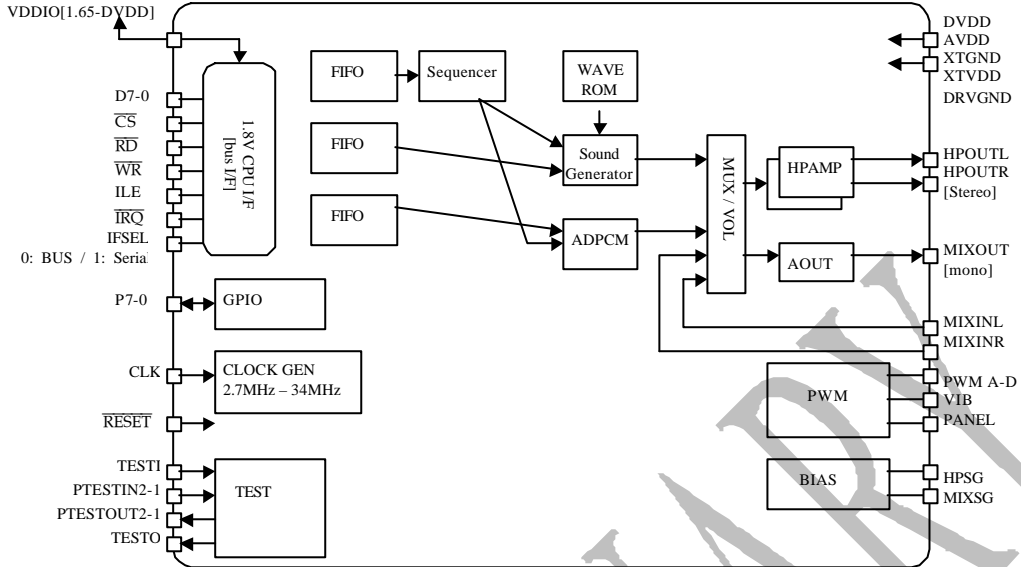 VDDIO[1.65-DVDD]
D7-0
CS
RD
WR
ILE
IRQ
IFSEL
0: BUS / 1: Serial
P7-0
CLK
RESET
TESTI
PTESTIN2-1
PTESTOUT2-1
TESTO
1.8V CPU I/F
[bus I/F]
GPIO
CLOCK GEN
2.7MHz – 34MHz
TEST
FIFO
Sequencer
WAVE
ROM
FIFO
Sound
Generator
FIFO
ADPCM
MUX / VOL
HPAMP
AOUT
PWM
BIAS
DVDD
AVDD
XTGND
XTVDD
DRVGND
HPOUTL
HPOUTR
[Stereo]
MIXOUT
[mono]
MIXINL
MIXINR
PWM A-D
VIB
PANEL
HPSG
MIXSG